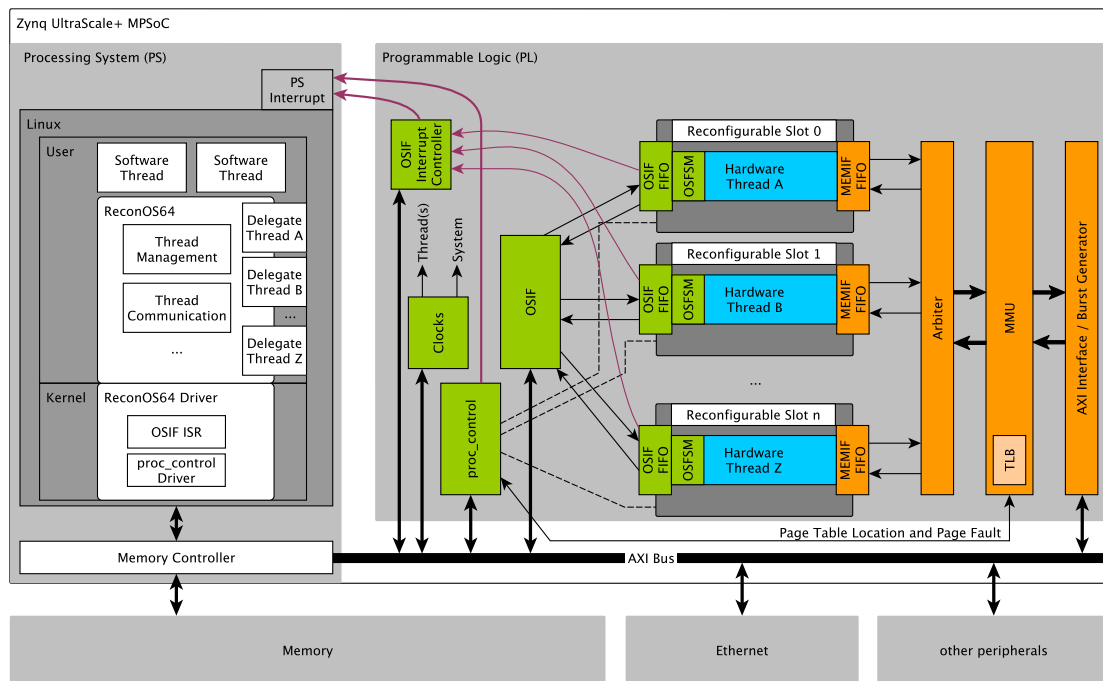 Zynq UltraScale+ MPSoC
Processing System (PS)
PS
Interrupt
Linux
User
Software
Thread
Software
Thread
ReconOS64
Thread
Management
Thread
Communication
...
Delegate
Thread A
Delegate
Thread B
...
Delegate
Thread Z
Kernel
ReconOS64 Driver
OSIF ISR
proc_control
Driver
Memory Controller
Programmable Logic (PL)
OSIF
Interrupt
Controller
Thread(s)
System
Clocks
proc_control
OSIF
Reconfigurable Slot 0
OSIF
FIFO
OSFSM
Hardware
Thread A
MEMIF
FIFO
Reconfigurable Slot 1
OSIF
FIFO
OSFSM
Hardware
Thread B
MEMIF
FIFO
...
Reconfigurable Slot n
OSIF
FIFO
OSFSM
Hardware
Thread Z
MEMIF
FIFO
Arbiter
MMU
TLB
AXI Interface / Burst Generator
Page Table Location and Page Fault
AXI Bus
Memory
Ethernet
other peripherals